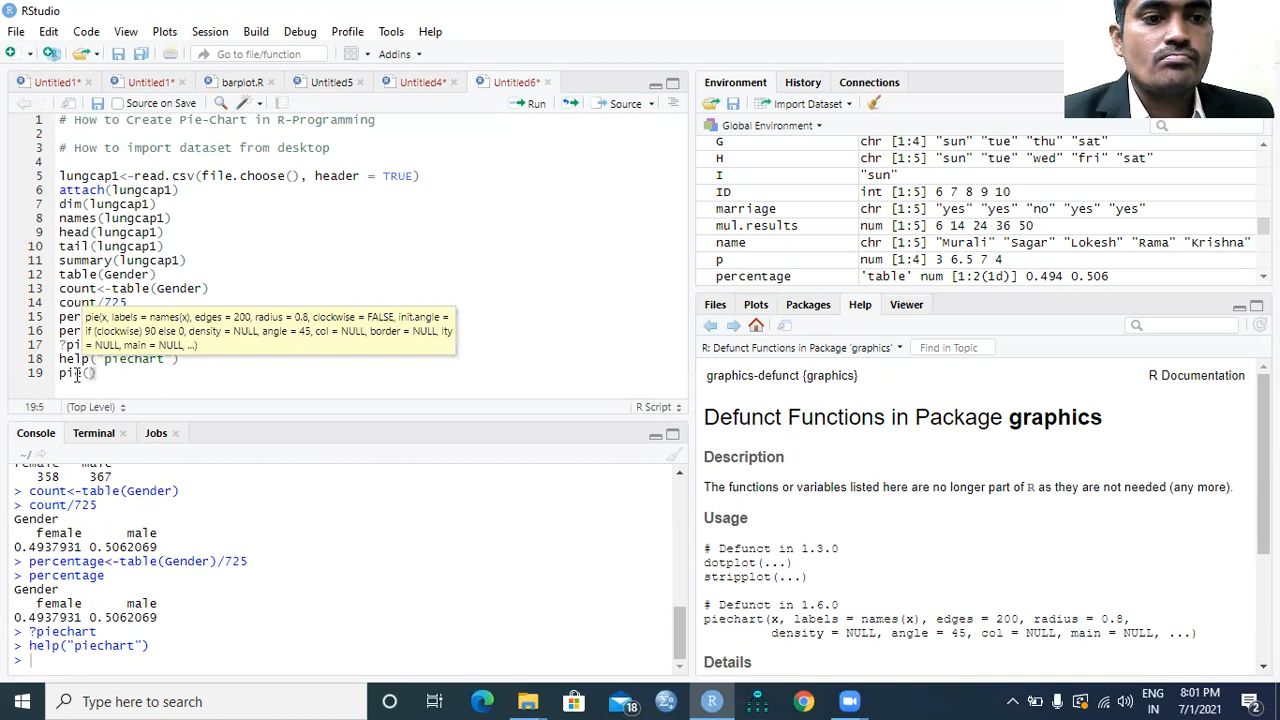 RStudio
File Edit Code View Plots Session Build Debug Profile Tools Help
Go to file/function Addins
Untitled1* Untitled1* barplot.R Untitled5 Untitled4* Untitled6*
Source on Save Run Source
1 # How to Create Pie-Chart in R-Programming
2
3 # How to import dataset from desktop
4
5 lungcap1<-read.csv(file.choose(), header = TRUE)
6 attach(lungcap1)
7 dim(lungcap1)
8 names(lungcap1)
9 head(lungcap1)
10 tail(lungcap1)
11 summary(lungcap1)
12 table(Gender)
13 count<-table(Gender)
14 count/725
15 per
16 per
17 ?pi
18 help("piechart")
19 pie()
pie(x, labels = names(x), edges = 200, radius = 0.8, clockwise = FALSE, init.angle =
if (clockwise) 90 else 0, density = NULL, angle = 45, col = NULL, border = NULL, lty
= NULL, main = NULL, ...)
19:5 (Top Level) R Script
Console Terminal Jobs
~/
female male
358 367
> count<-table(Gender)
> count/725
Gender
female male
0.4937931 0.5062069
> percentage<-table(Gender)/725
> percentage
Gender
female male
0.4937931 0.5062069
> ?piechart
> help("piechart")
>
Environment History Connections
Import Dataset
Global Environment
G chr [1:4] "sun" "tue" "thu" "sat"
H chr [1:5] "sun" "tue" "wed" "fri" "sat"
I "sun"
ID int [1:5] 6 7 8 9 10
marriage chr [1:5] "yes" "yes" "no" "yes" "yes"
mul.results num [1:5] 6 14 24 36 50
name chr [1:5] "Murali" "Sagar" "Lokesh" "Rama" "Krishna"
p num [1:4] 3 6.5 7 4
percentage 'table' num [1:2(1d)] 0.494 0.506
Files Plots Packages Help Viewer
R: Defunct Functions in Package 'graphics' Find in Topic
graphics-defunct {graphics} R Documentation
Defunct Functions in Package graphics
Description
The functions or variables listed here are no longer part of R as they are not needed (any more).
Usage
# Defunct in 1.3.0
dotplot(...)
stripplot(...)
# Defunct in 1.6.0
piechart(x, labels = names(x), edges = 200, radius = 0.8,
density = NULL, angle = 45, col = NULL, main = NULL, ...)
Details
Type here to search
18
ENG
IN
8:01 PM
7/1/2021
2